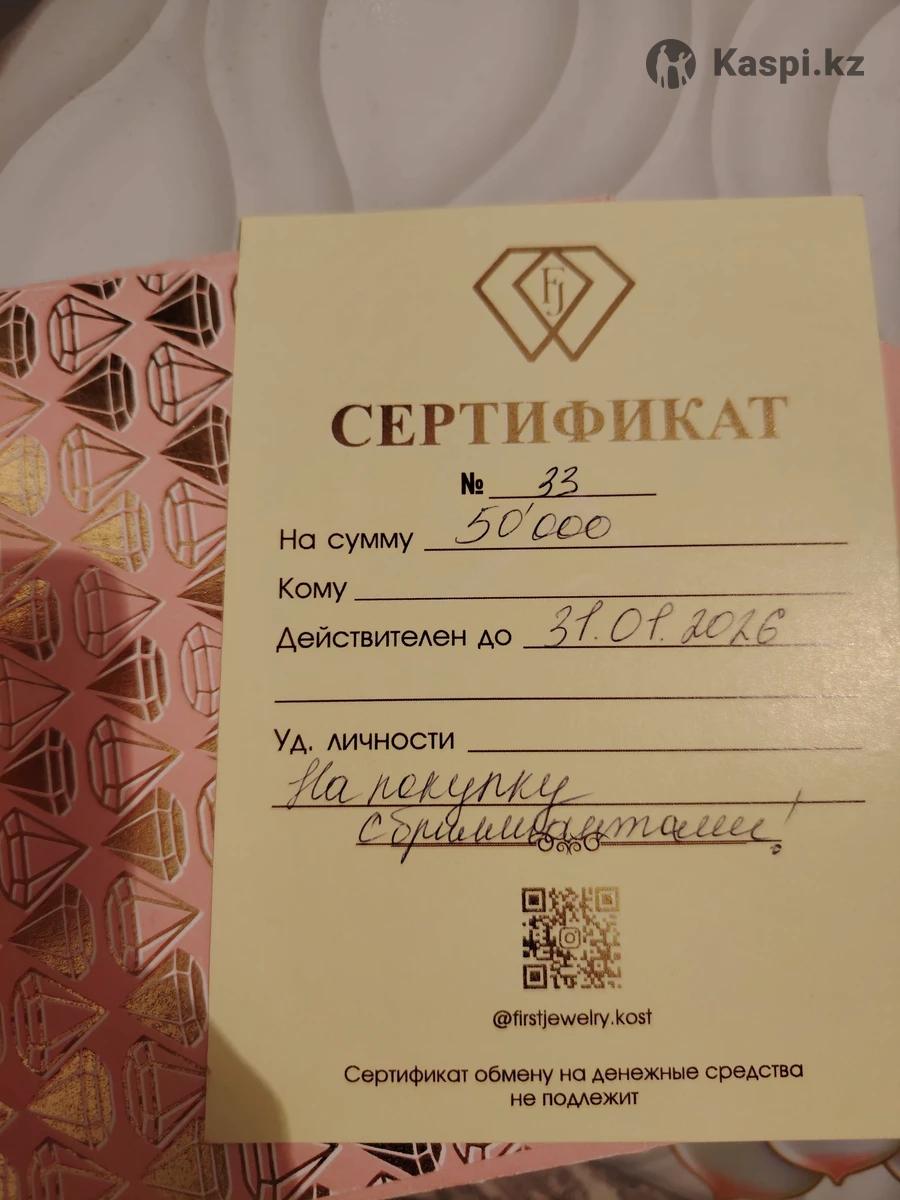 Kaspi.kz
FJ
СЕРТИФИКАТ
№ 33
На сумму 50'000
Кому
Действителен до 31.01.2026
Уд. личности
На покупку
с бриллиантами!
@firstjewelry.kost
Сертификат обмену на денежные средства
не подлежит